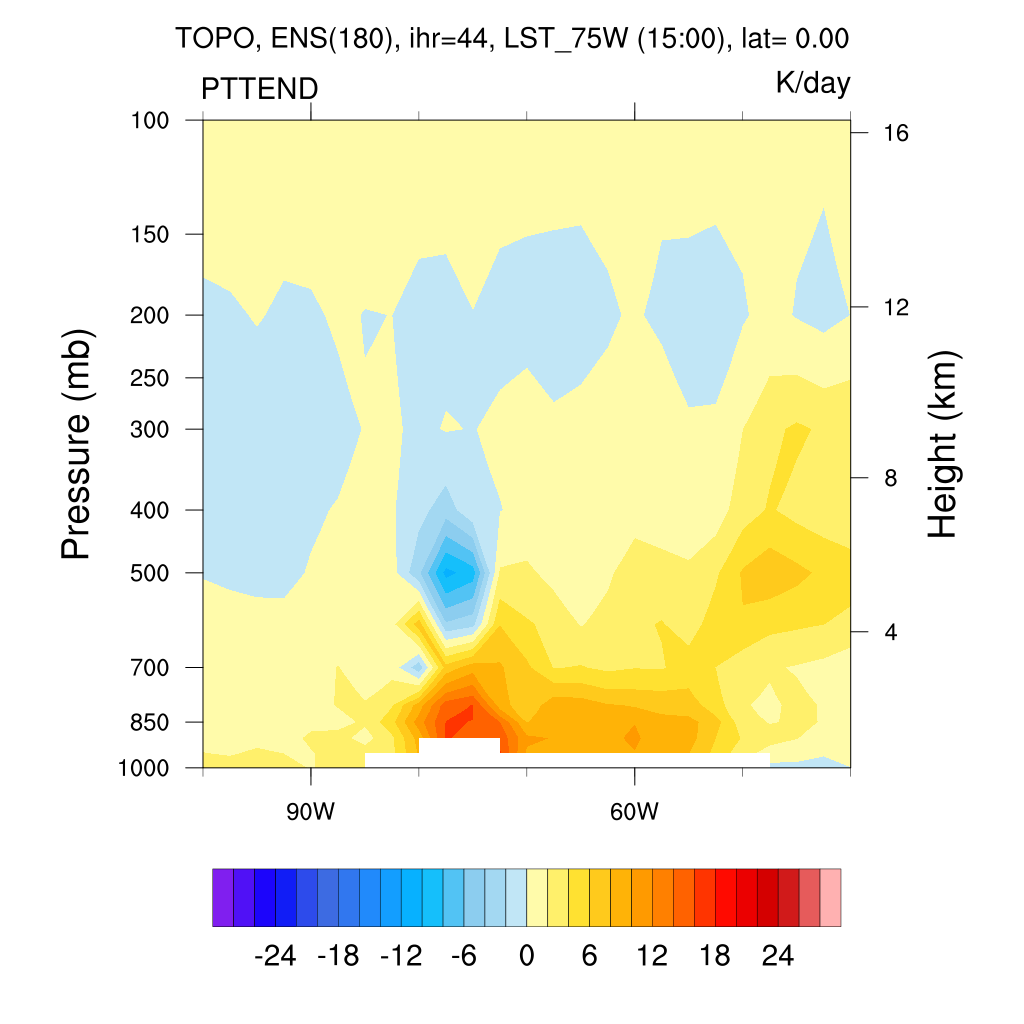 TOPO, ENS(180), ihr=44, LST_75W (15:00), lat= 0.00
PTTEND
K/day
100
150
200
250
300
400
500
700
850
1000
Pressure (mb)
16
12
8
4
Height (km)
90W
60W
-24 -18 -12 -6 0 6 12 18 24